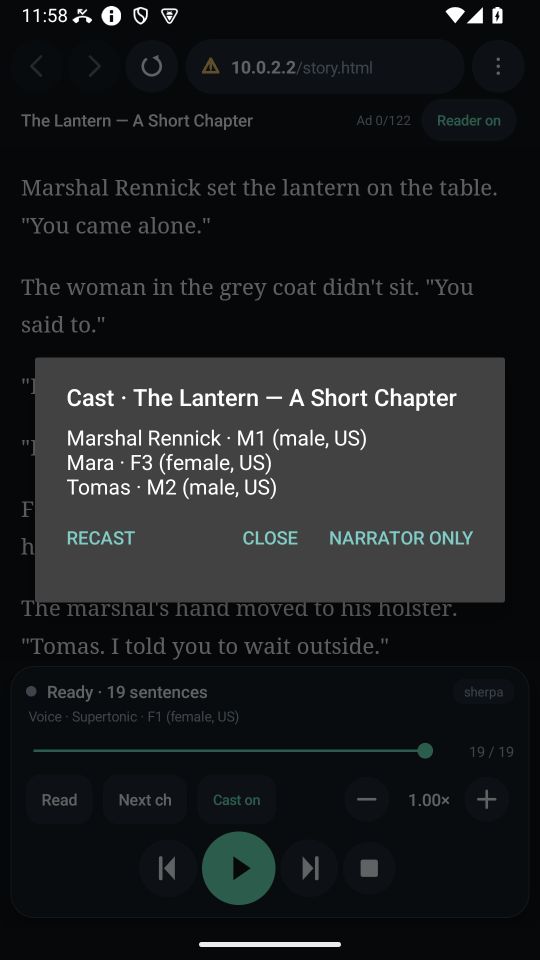 11:58
10.0.2.2/story.html
The Lantern — A Short Chapter
Ad 0/122
Reader on
Marshal Rennick set the lantern on the table.
"You came alone."
The woman in the grey coat didn't sit. "You
said to."
Cast · The Lantern — A Short Chapter
Marshal Rennick · M1 (male, US)
Mara · F3 (female, US)
Tomas · M2 (male, US)
RECAST
CLOSE
NARRATOR ONLY
The marshal's hand moved to his holster.
"Tomas. I told you to wait outside."
Ready · 19 sentences
sherpa
Voice · Supertonic · F1 (female, US)
19 / 19
Read
Next ch
Cast on
1.00×